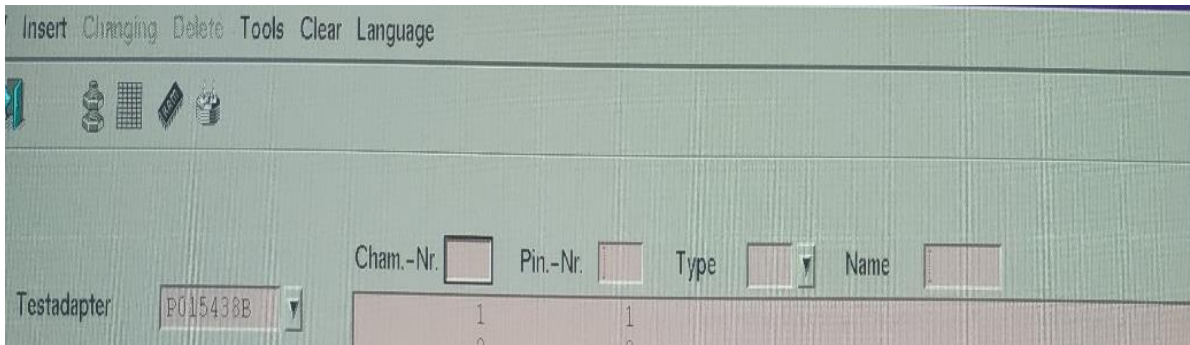 Insert Changing Delete Tools Clear Language
Cham.-Nr. Pin.-Nr. Type Name
Testadapter P015438B
1 1